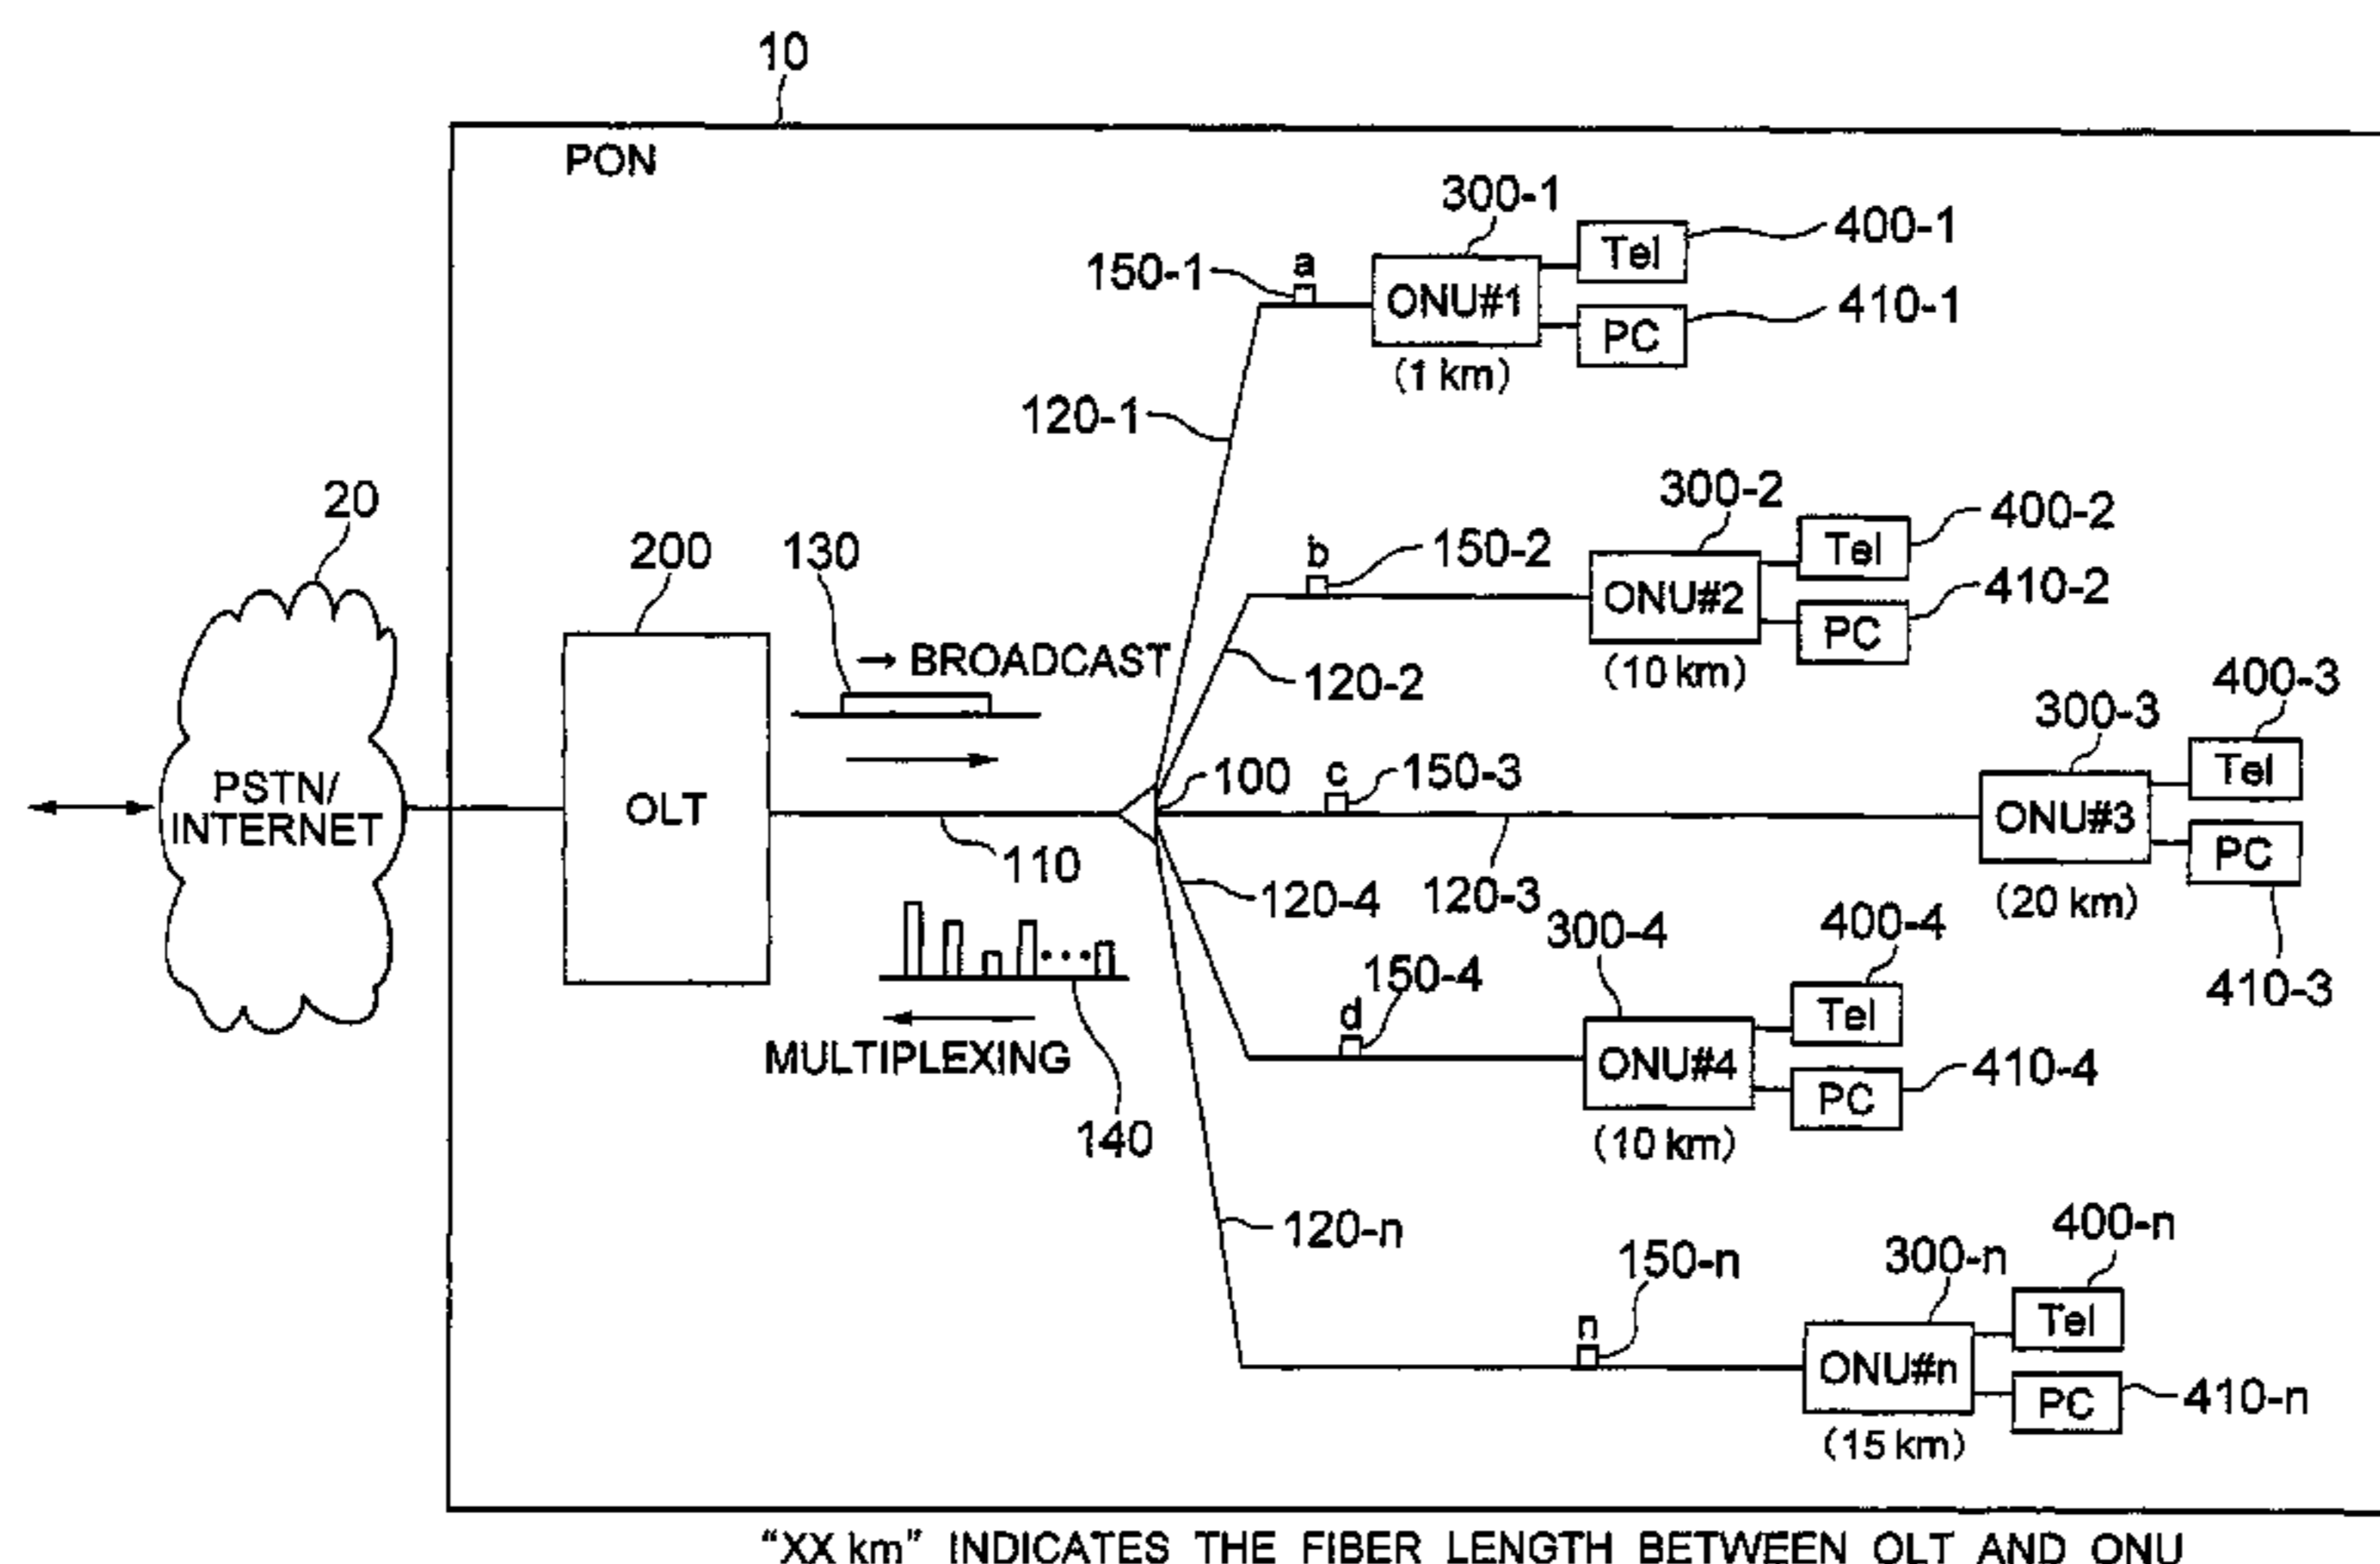 10
PON
300-1
400-1
150-1
a
Tel
ONU#1
410-1
PC
(1 km)
120-1
20
300-2
400-2
200
130
b
150-2
Tel
ONU#2
410-2
PC
→ BROADCAST
(10 km)
120-2
400-3
300-3
PSTN/
INTERNET
OLT
100
c
150-3
Tel
ONU#3
PC
110
120-4
120-3
(20 km)
400-4
300-4
150-4
410-3
d
Tel
MULTIPLEXING
ONU#4
410-4
PC
140
(10 km)
120-n
150-n
300-n
400-n
n
Tel
ONU#n
410-n
PC
(15 km)
“XX km” INDICATES THE FIBER LENGTH BETWEEN OLT AND ONU